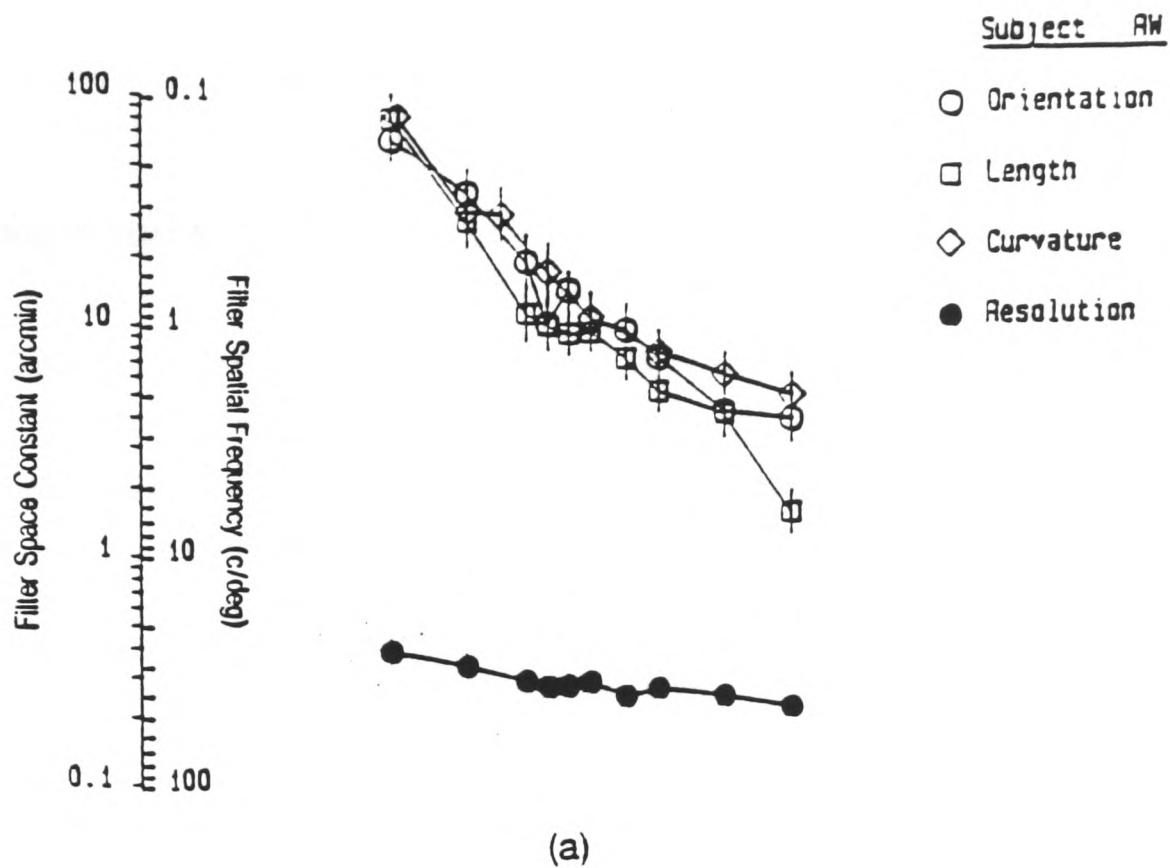 Subject AW
Orientation
Length
Curvature
Resolution
100
0.1
10
1
1
10
0.1
100
Filter Space Constant (arcmin)
Filter Spatial Frequency (c/deg)
(a)